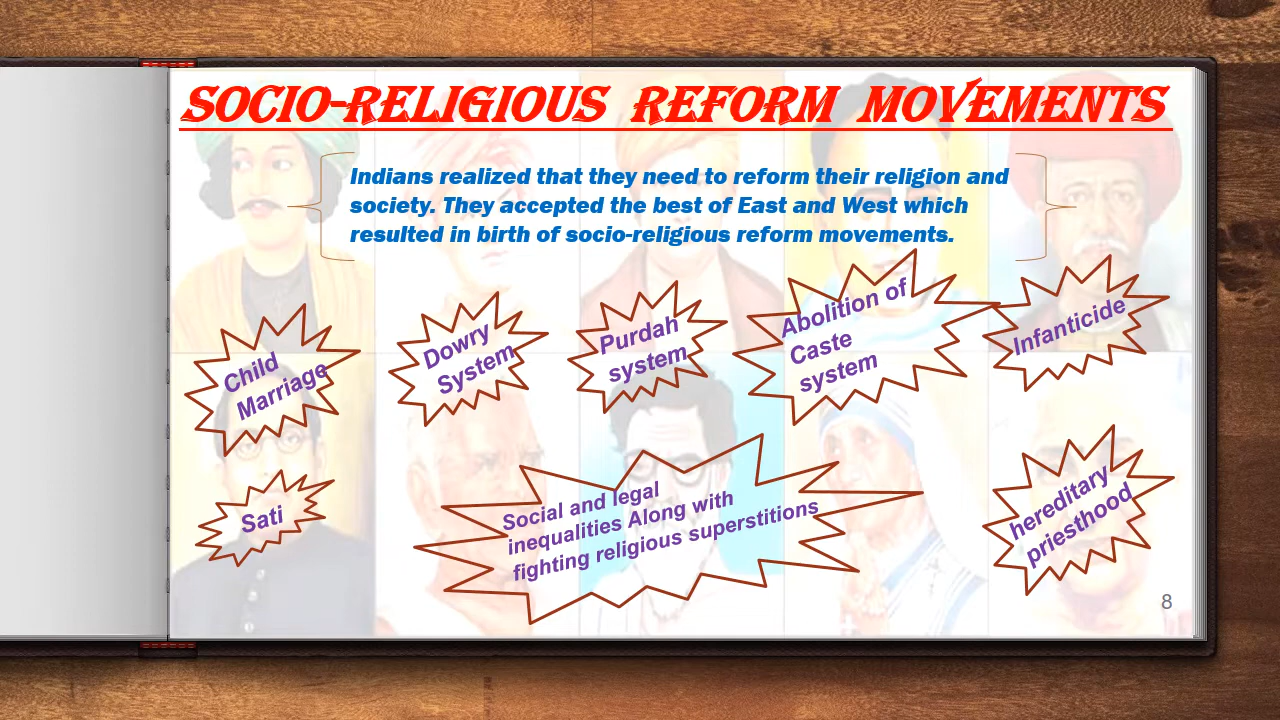 SOCIO-RELIGIOUS REFORM MOVEMENTS
Indians realized that they need to reform their religion and
society. They accepted the best of East and West which
resulted in birth of socio-religious reform movements.
Child
Marriage
Dowry
System
Purdah
system
Abolition of
Caste
system
Infanticide
Sati
Social and legal
inequalities Along with
fighting religious superstitions
hereditary
priesthood
8